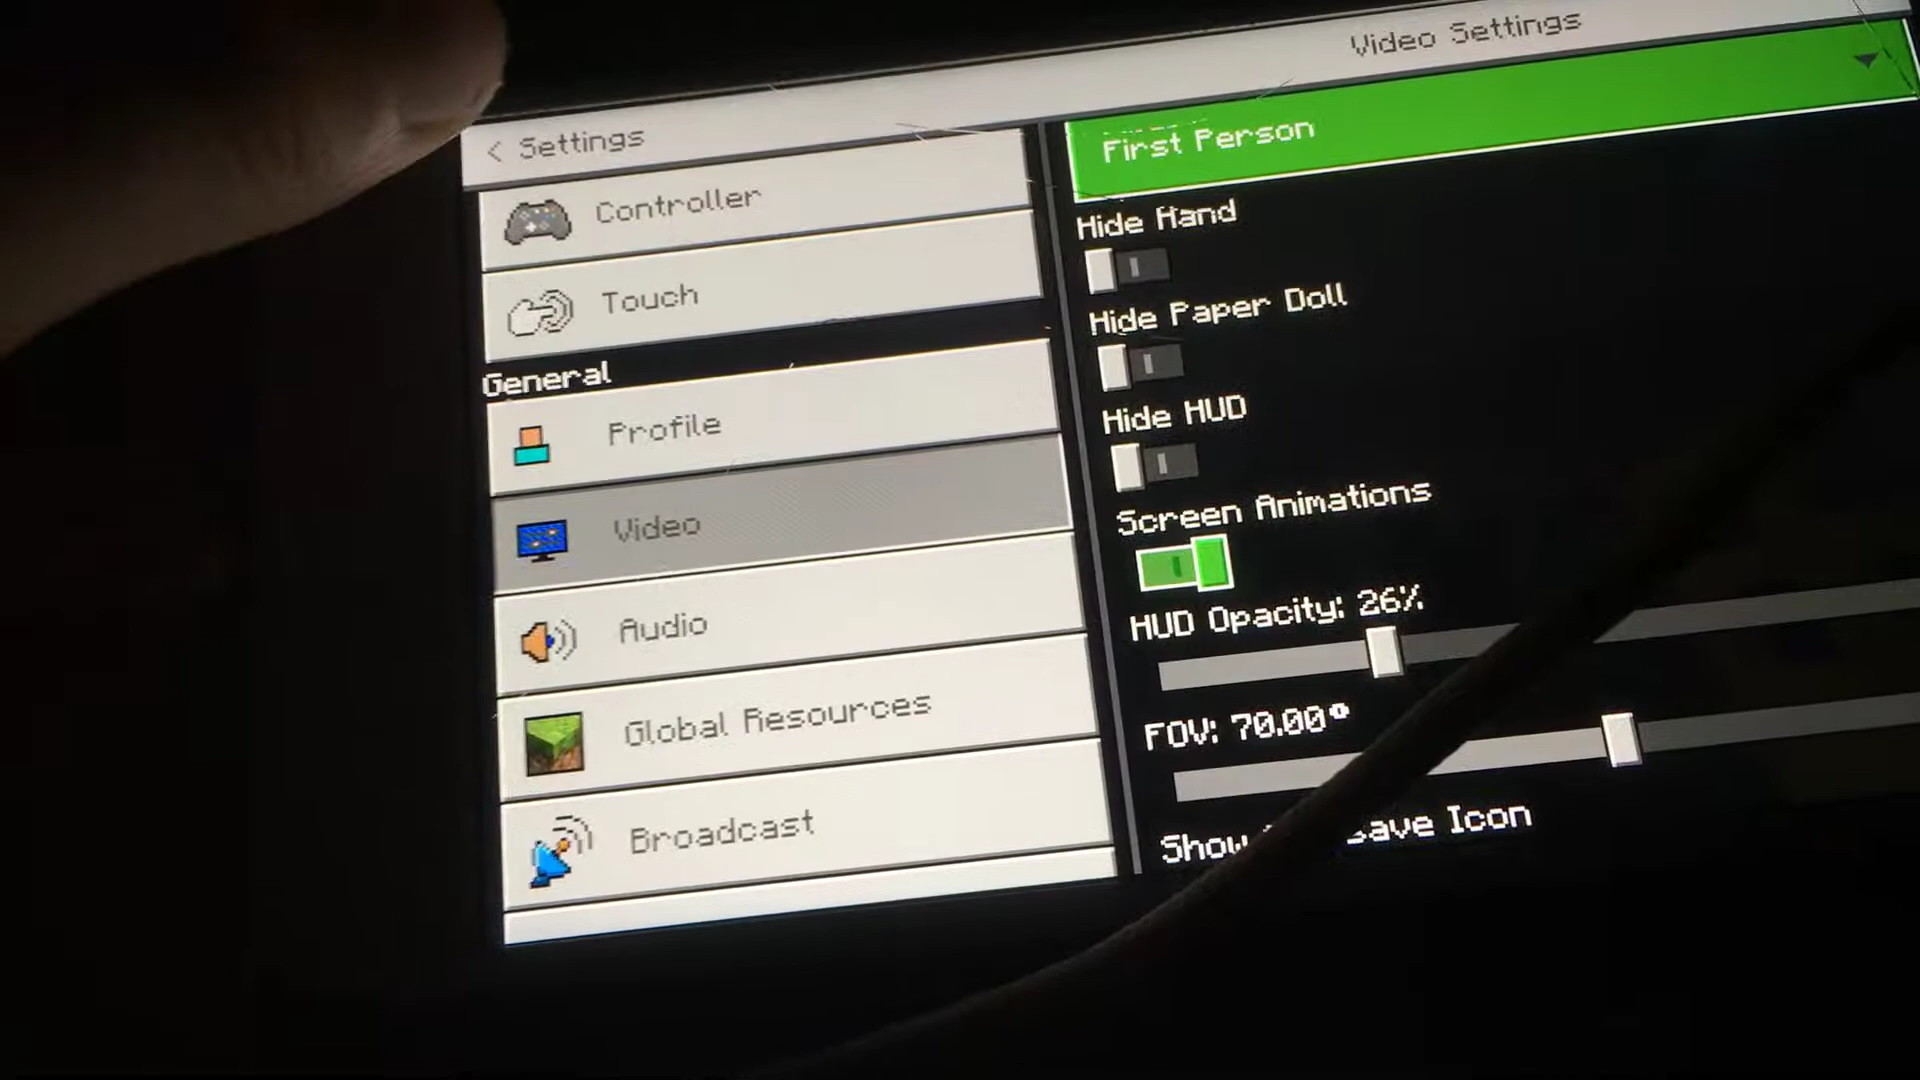 Video Settings
< Settings
Controller
Touch
General
Profile
Video
Audio
Global Resources
Broadcast
First Person
Hide Hand
Hide Paper Doll
Hide HUD
Screen Animations
HUD Opacity: 26%
FOV: 70.00°
Show save Icon